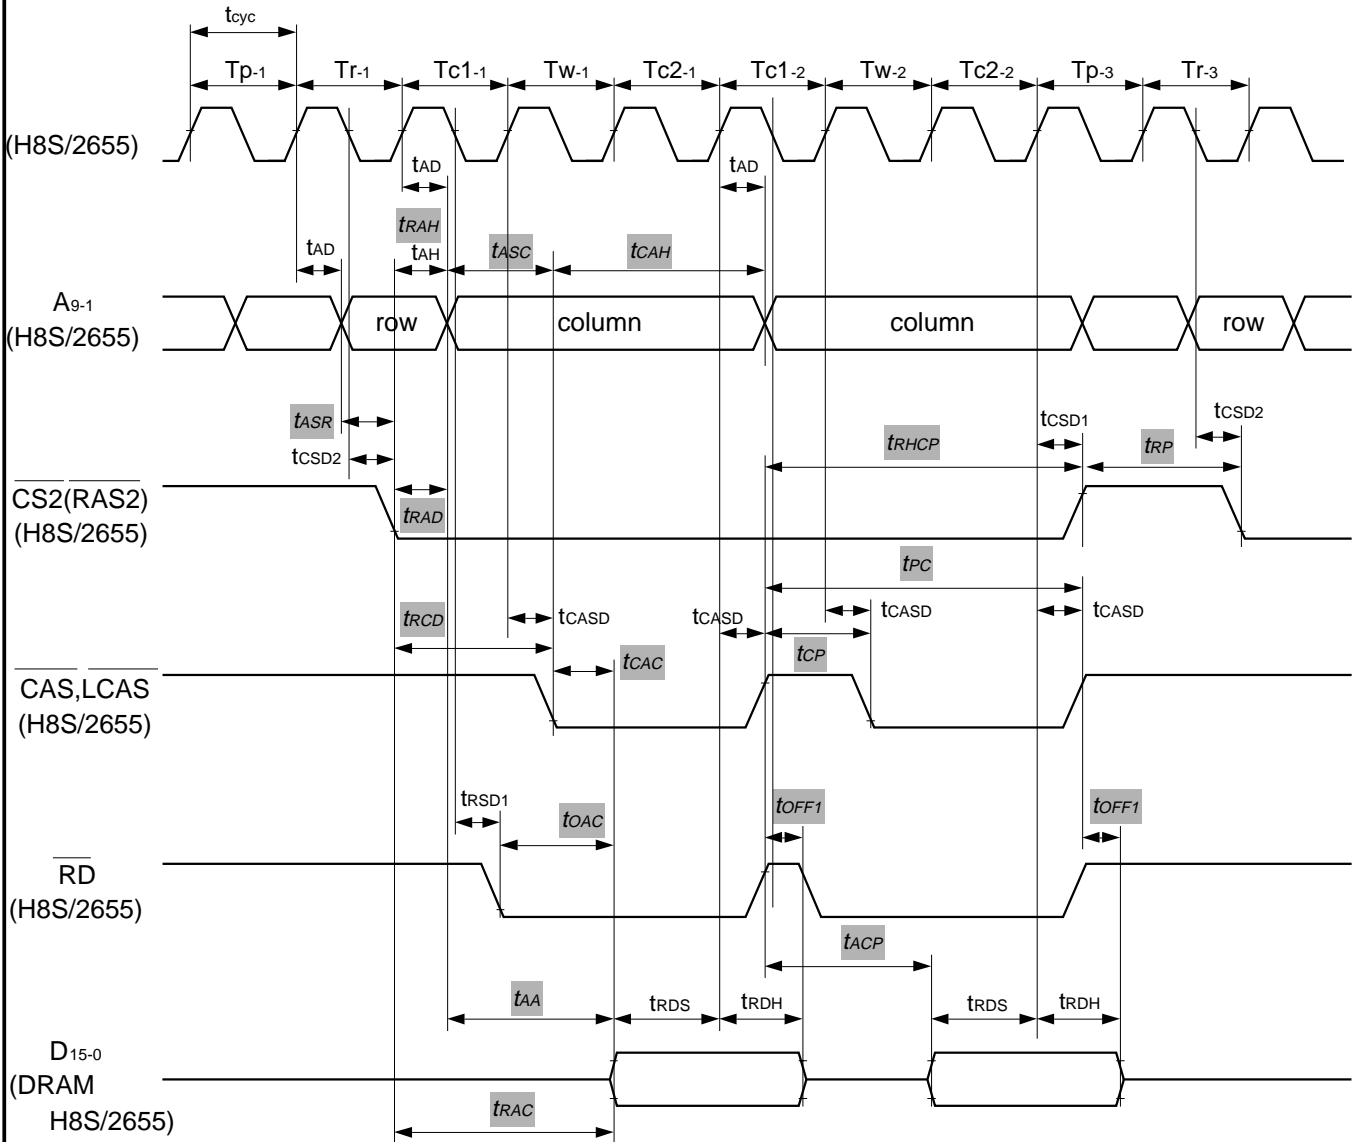 tcyc
Tp-1 Tr-1 Tc1-1 Tw-1 Tc2-1 Tc1-2 Tw-2 Tc2-2 Tp-3 Tr-3
(H8S/2655)
tAD tAD
tRAH
tAD tAH tASC tCAH
A9-1
(H8S/2655)
row column column row
tASR tRHCP tCSD1 tRP tCSD2
tCSD2
CS2(RAS2)
(H8S/2655)
tRAD
tPC
tRCD tCASD tCASD tCASD tCASD
tCAC tCP
CAS,LCAS
(H8S/2655)
tRSD1 tOAC tOFF1 tOFF1
RD
(H8S/2655)
tACP
tAA tRDS tRDH tRDS tRDH
D15-0
(DRAM
H8S/2655)
tRAC